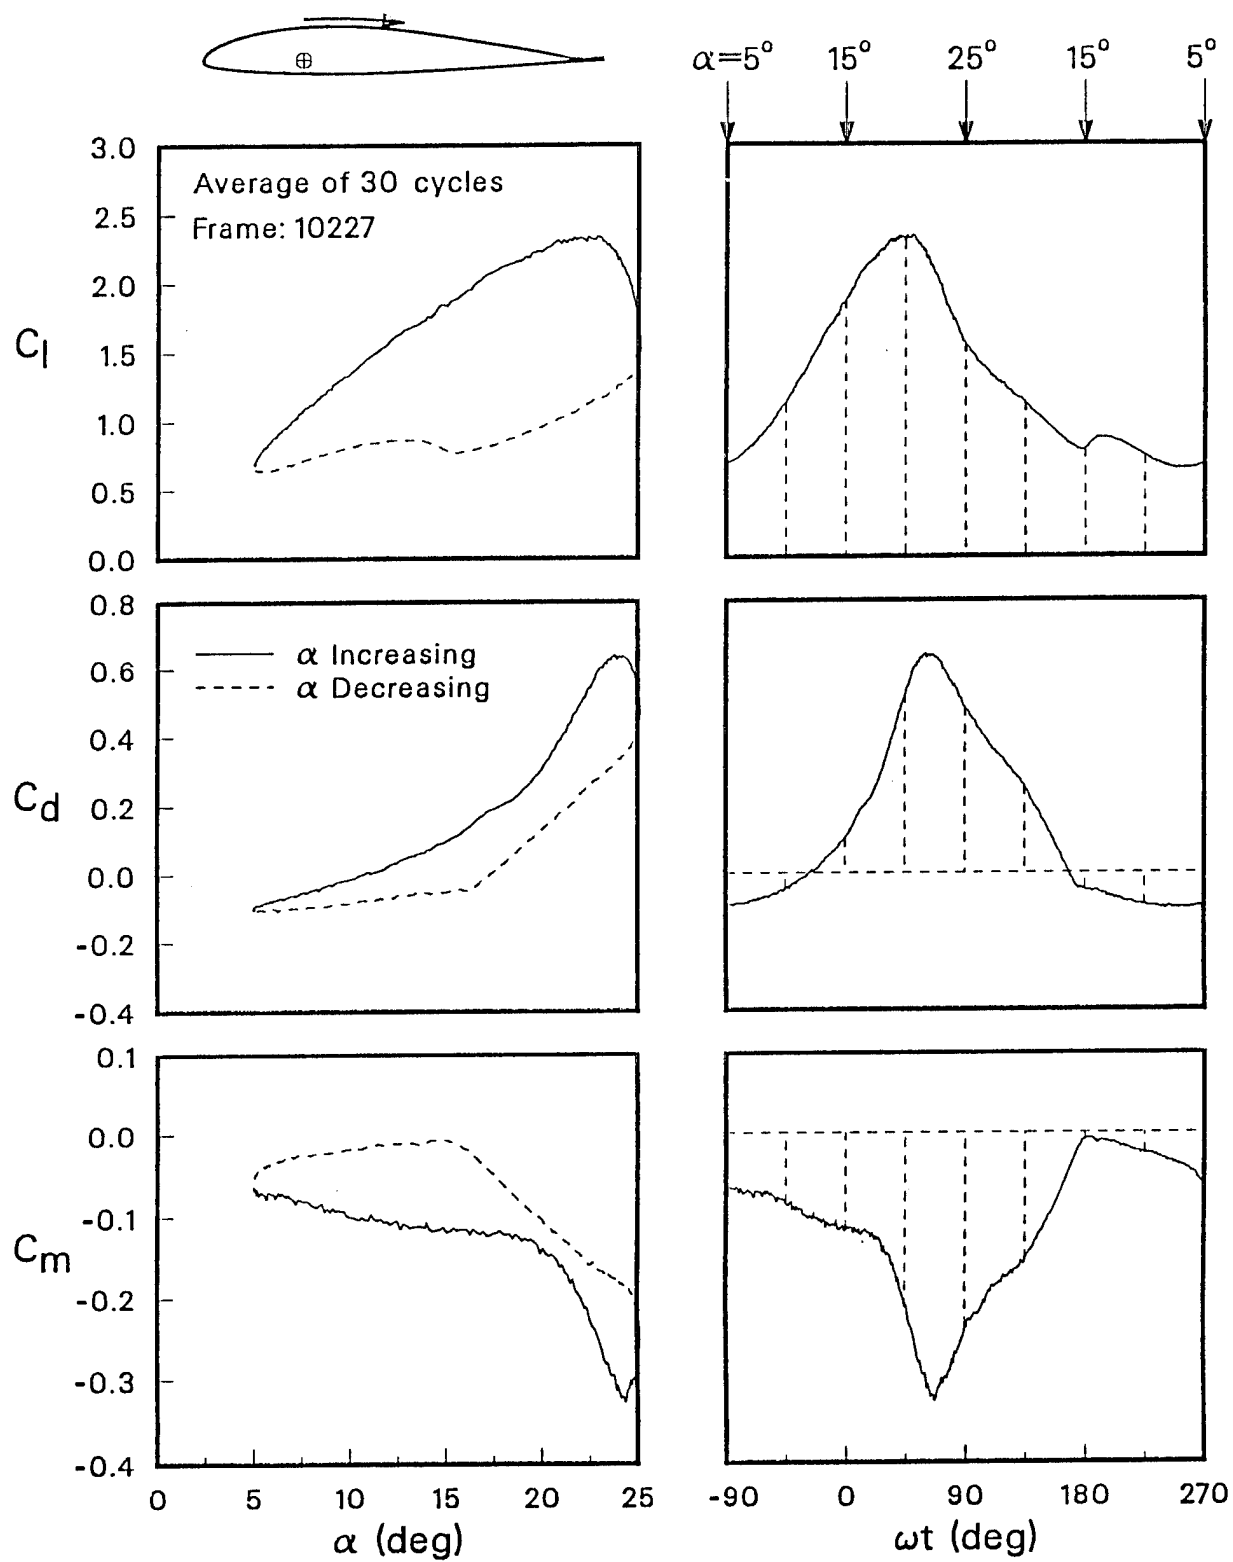 α=5° 15° 25° 15° 5°
3.0
2.5
2.0
1.5
1.0
0.5
0.0
Cl
Average of 30 cycles
Frame: 10227
0.8
0.6
0.4
0.2
0.0
-0.2
-0.4
Cd
α Increasing
α Decreasing
0.1
0.0
-0.1
-0.2
-0.3
-0.4
Cm
0 5 10 15 20 25
α (deg)
-90 0 90 180 270
ωt (deg)